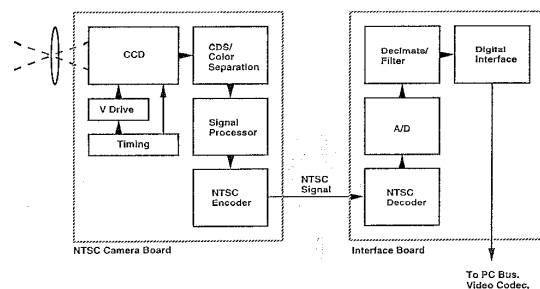 CCD
CDS/
Color
Separation
V Drive
Timing
Signal
Processor
NTSC
Encoder
NTSC Camera Board
NTSC
Signal
Decimate/
Filter
Digital
Interface
A/D
NTSC
Decoder
Interface Board
To PC Bus.
Video Codec,